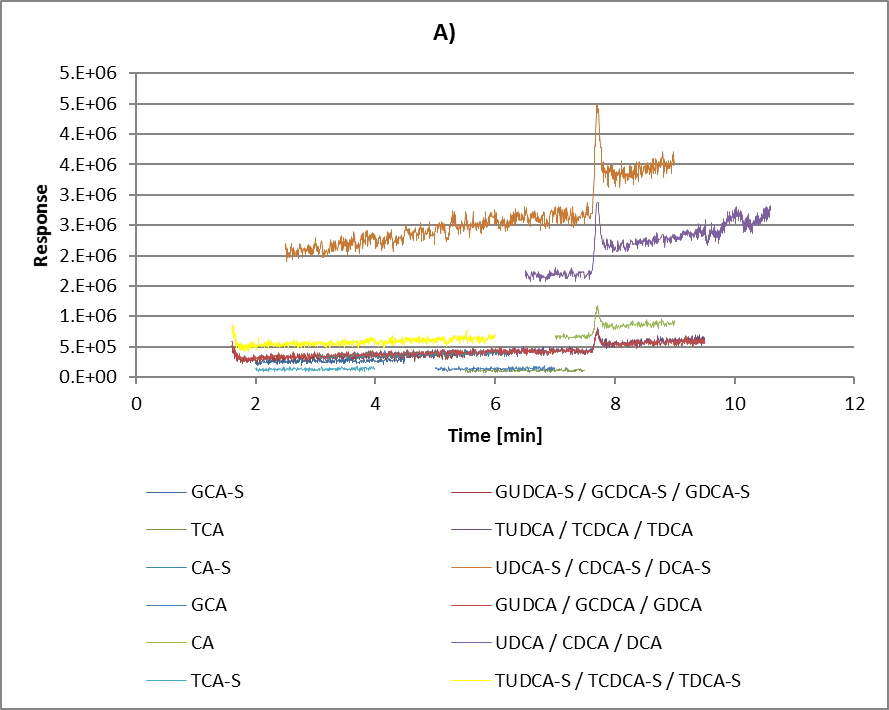 A)
5.E+06
5.E+06
4.E+06
4.E+06
3.E+06
3.E+06
2.E+06
2.E+06
1.E+06
5.E+05
0.E+00
Response
0 2 4 6 8 10 12
Time [min]
GCA-S GUDCA-S / GCDCA-S / GDCA-S
TCA TUDCA / TCDCA / TDCA
CA-S UDCA-S / CDCA-S / DCA-S
GCA GUDCA / GCDCA / GDCA
CA UDCA / CDCA / DCA
TCA-S TUDCA-S / TCDCA-S / TDCA-S